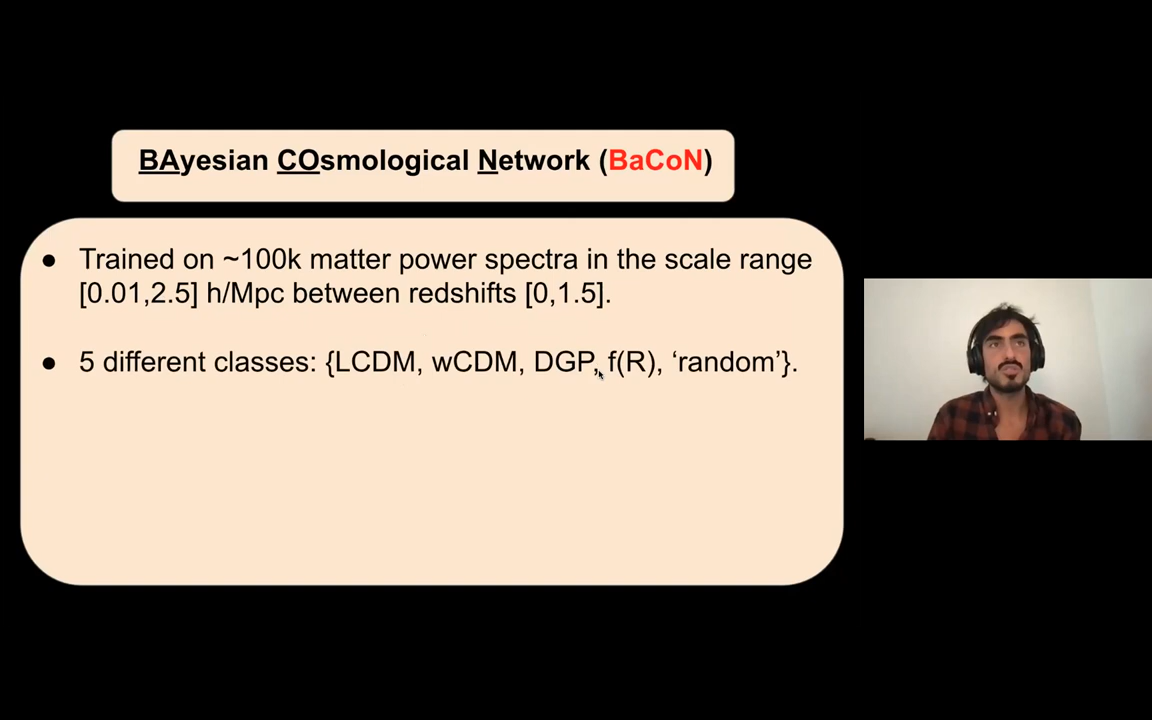 BAyesian COsmological Network (BaCoN)
● Trained on ~100k matter power spectra in the scale range
[0.01,2.5] h/Mpc between redshifts [0,1.5].
● 5 different classes: {LCDM, wCDM, DGP, f(R), ‘random’}.